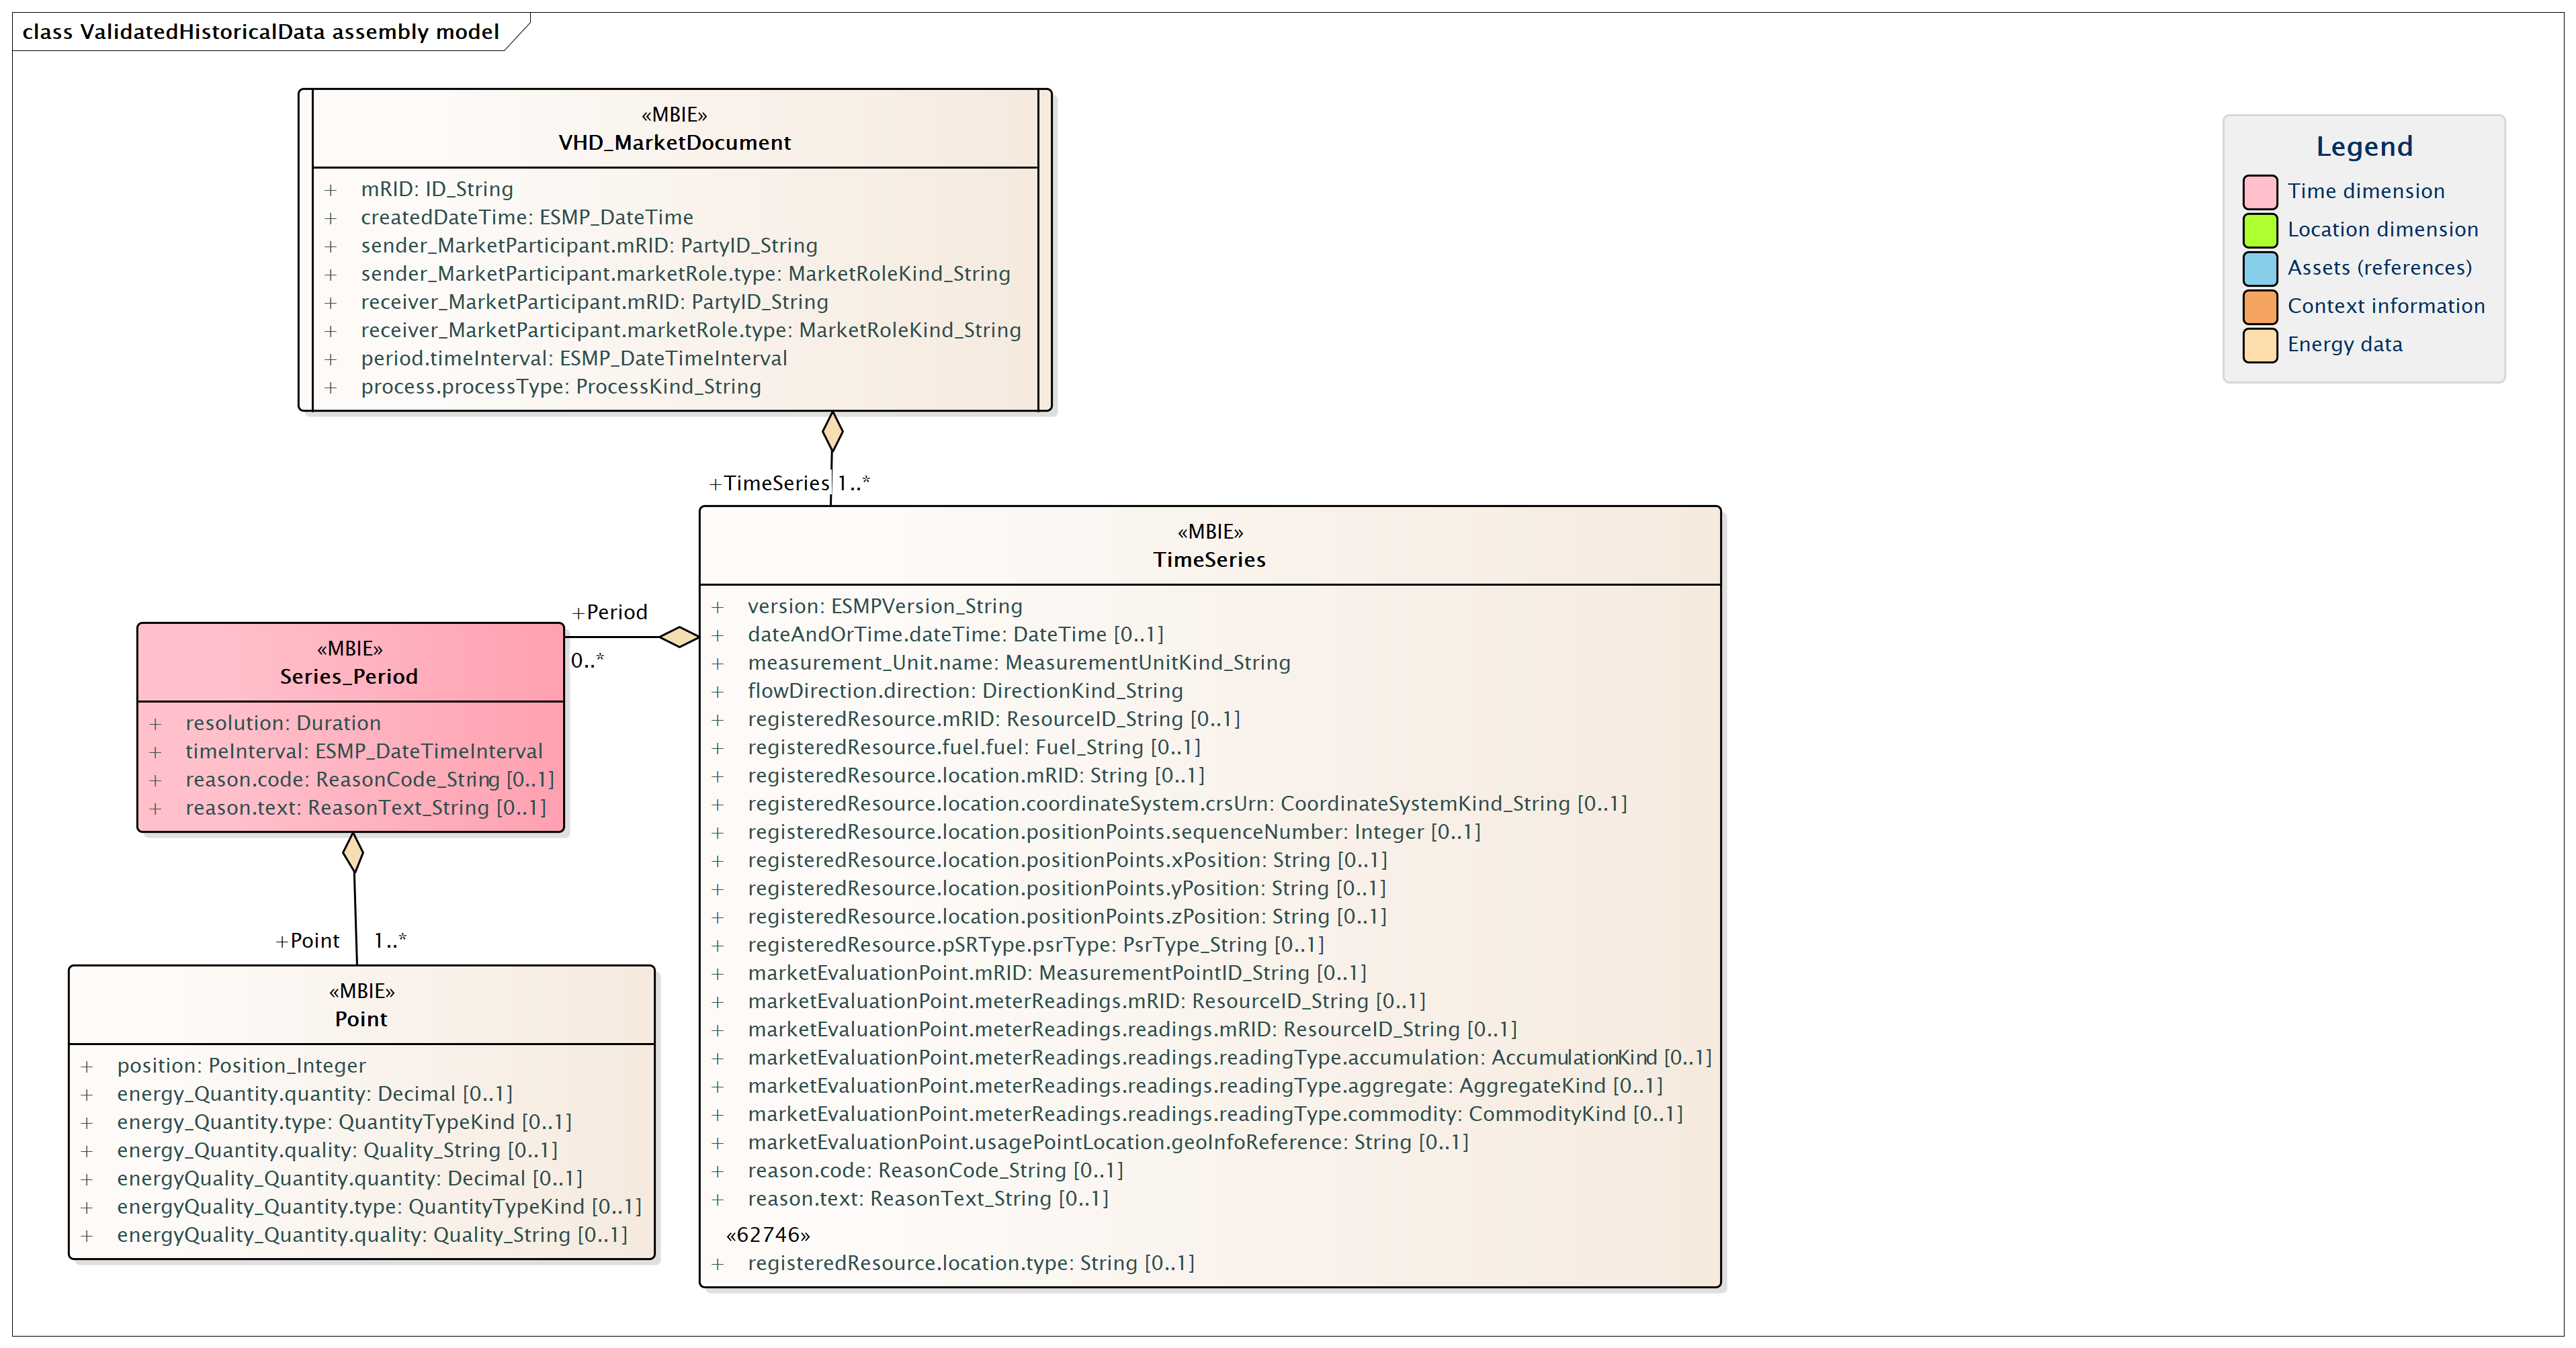 class ValidatedHistoricalData assembly model
«MBIE»
VHD_MarketDocument
+ mRID: ID_String
+ createdDateTime: ESMP_DateTime
+ sender_MarketParticipant.mRID: PartyID_String
+ sender_MarketParticipant.marketRole.type: MarketRoleKind_String
+ receiver_MarketParticipant.mRID: PartyID_String
+ receiver_MarketParticipant.marketRole.type: MarketRoleKind_String
+ period.timeInterval: ESMP_DateTimeInterval
+ process.processType: ProcessKind_String
Legend
Time dimension
Location dimension
Assets (references)
Context information
Energy data
+TimeSeries 1..*
«MBIE»
TimeSeries
+ version: ESMPVersion_String
+ dateAndOrTime.dateTime: DateTime [0..1]
+ measurement_Unit.name: MeasurementUnitKind_String
+ flowDirection.direction: DirectionKind_String
+ registeredResource.mRID: ResourceID_String [0..1]
+ registeredResource.fuel.fuel: Fuel_String [0..1]
+ registeredResource.location.mRID: String [0..1]
+ registeredResource.location.coordinateSystem.crsUrn: CoordinateSystemKind_String [0..1]
+ registeredResource.location.positionPoints.sequenceNumber: Integer [0..1]
+ registeredResource.location.positionPoints.xPosition: String [0..1]
+ registeredResource.location.positionPoints.yPosition: String [0..1]
+ registeredResource.location.positionPoints.zPosition: String [0..1]
+ registeredResource.pSRType.psrType: PsrType_String [0..1]
+ marketEvaluationPoint.mRID: MeasurementPointID_String [0..1]
+ marketEvaluationPoint.meterReadings.mRID: ResourceID_String [0..1]
+ marketEvaluationPoint.meterReadings.readings.mRID: ResourceID_String [0..1]
+ marketEvaluationPoint.meterReadings.readings.readingType.accumulation: AccumulationKind [0..1]
+ marketEvaluationPoint.meterReadings.readings.readingType.aggregate: AggregateKind [0..1]
+ marketEvaluationPoint.meterReadings.readings.readingType.commodity: CommodityKind [0..1]
+ marketEvaluationPoint.usagePointLocation.geoInfoReference: String [0..1]
+ reason.code: ReasonCode_String [0..1]
+ reason.text: ReasonText_String [0..1]
«62746»
+ registeredResource.location.type: String [0..1]
+Period
0..*
«MBIE»
Series_Period
+ resolution: Duration
+ timeInterval: ESMP_DateTimeInterval
+ reason.code: ReasonCode_String [0..1]
+ reason.text: ReasonText_String [0..1]
+Point 1..*
«MBIE»
Point
+ position: Position_Integer
+ energy_Quantity.quantity: Decimal [0..1]
+ energy_Quantity.type: QuantityTypeKind [0..1]
+ energy_Quantity.quality: Quality_String [0..1]
+ energyQuality_Quantity.quantity: Decimal [0..1]
+ energyQuality_Quantity.type: QuantityTypeKind [0..1]
+ energyQuality_Quantity.quality: Quality_String [0..1]